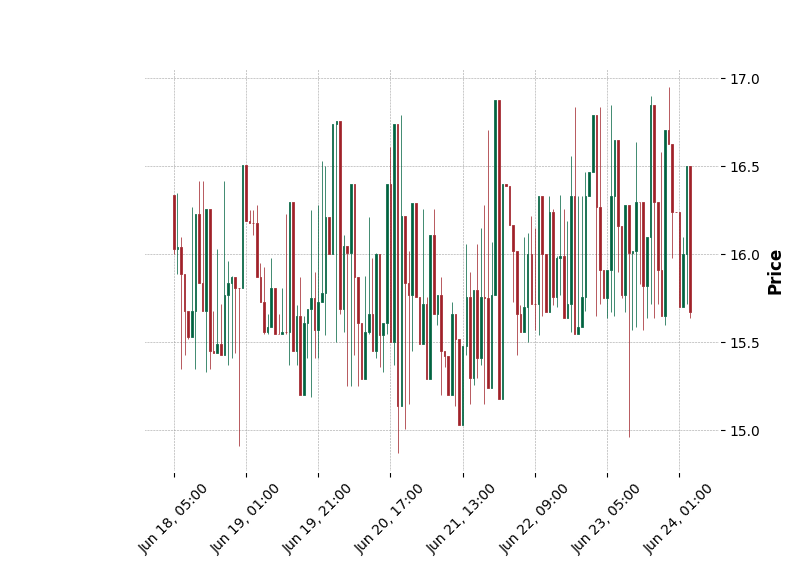 17.0
16.5
16.0
15.5
15.0
Price
Jun 18, 05:00
Jun 19, 01:00
Jun 19, 21:00
Jun 20, 17:00
Jun 21, 13:00
Jun 22, 09:00
Jun 23, 05:00
Jun 24, 01:00